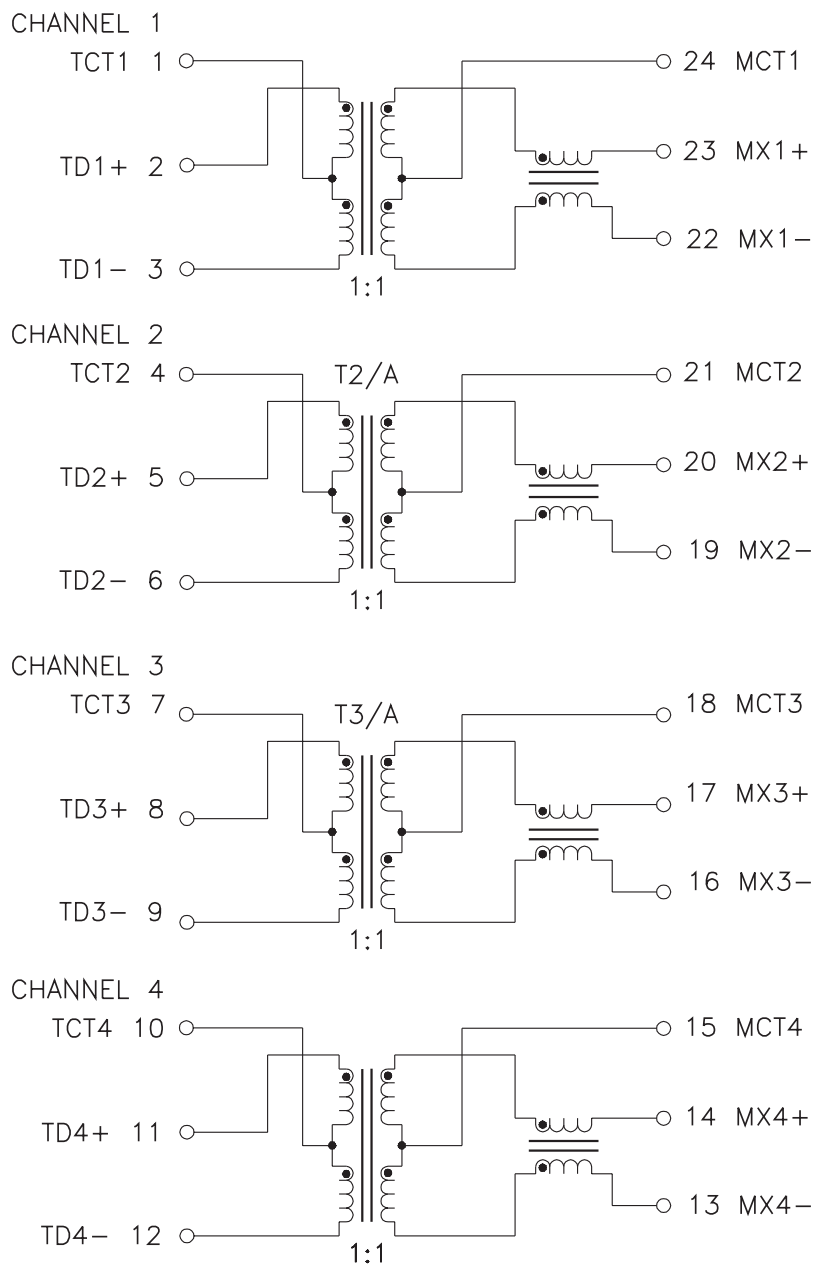 CHANNEL 1
TCT1 1
24 MCT1
TD1+ 2
23 MX1+
22 MX1-
TD1- 3
1:1
CHANNEL 2
TCT2 4
T2/A
21 MCT2
TD2+ 5
20 MX2+
19 MX2-
TD2- 6
1:1
CHANNEL 3
TCT3 7
T3/A
18 MCT3
TD3+ 8
17 MX3+
16 MX3-
TD3- 9
1:1
CHANNEL 4
TCT4 10
15 MCT4
TD4+ 11
14 MX4+
13 MX4-
TD4- 12
1:1